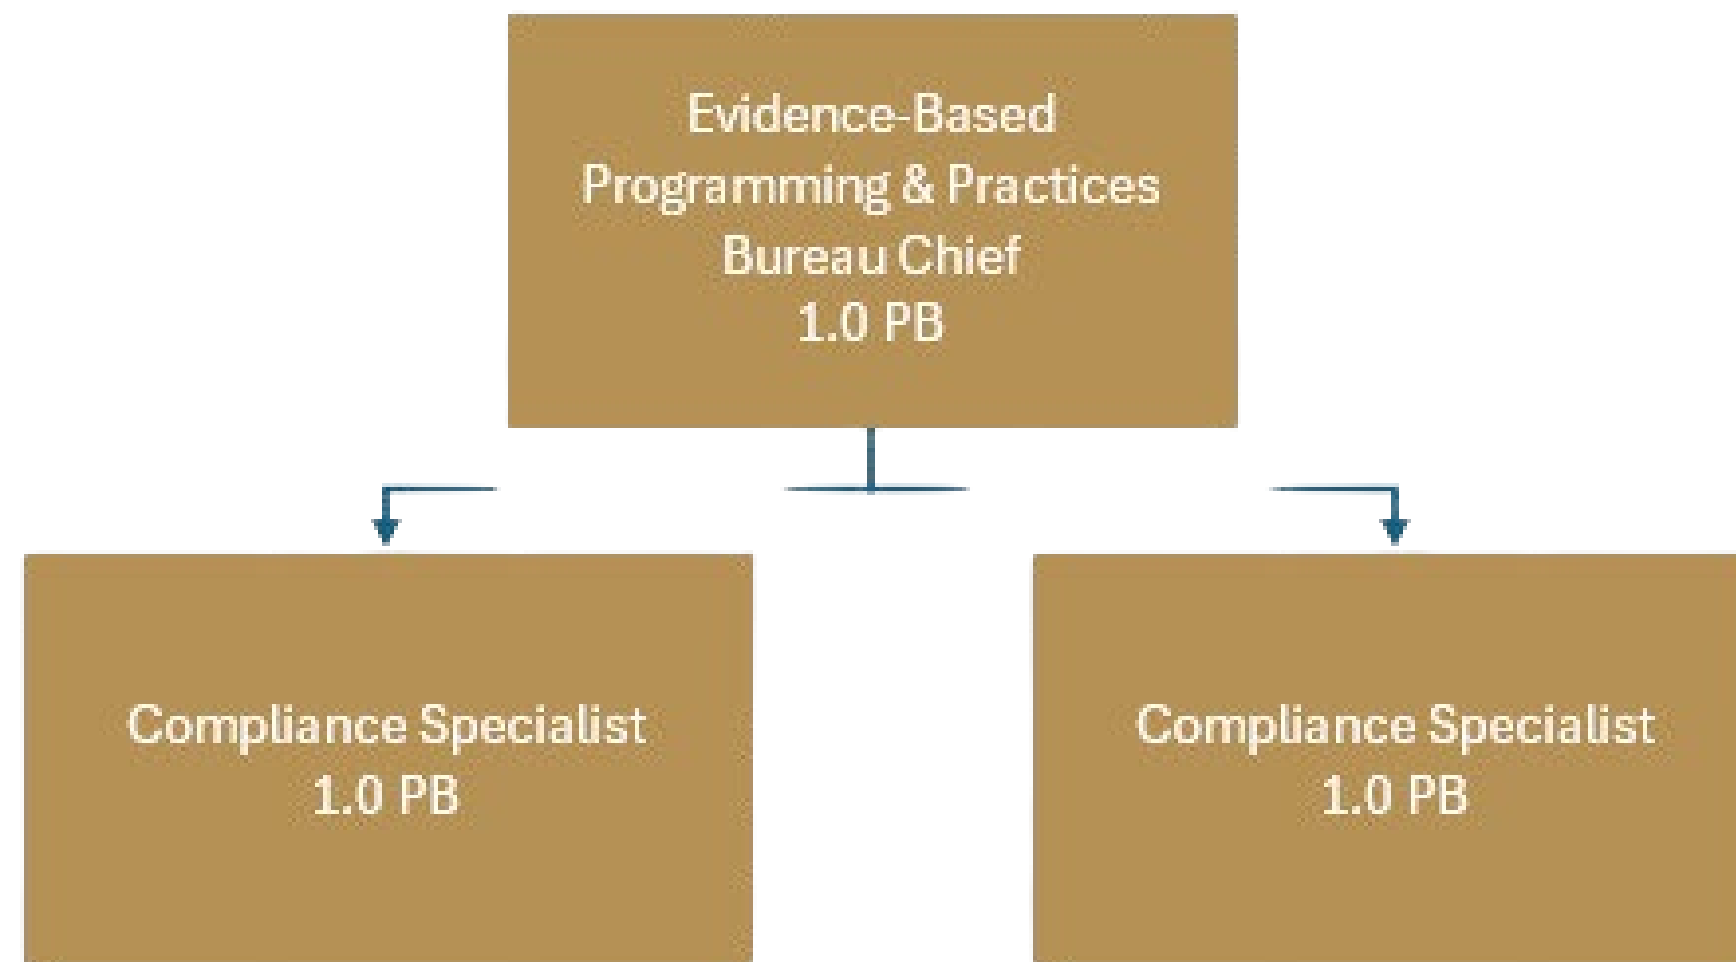 Evidence-Based
Programming & Practices
Bureau Chief
1.0 PB
Compliance Specialist
1.0 PB
Compliance Specialist
1.0 PB